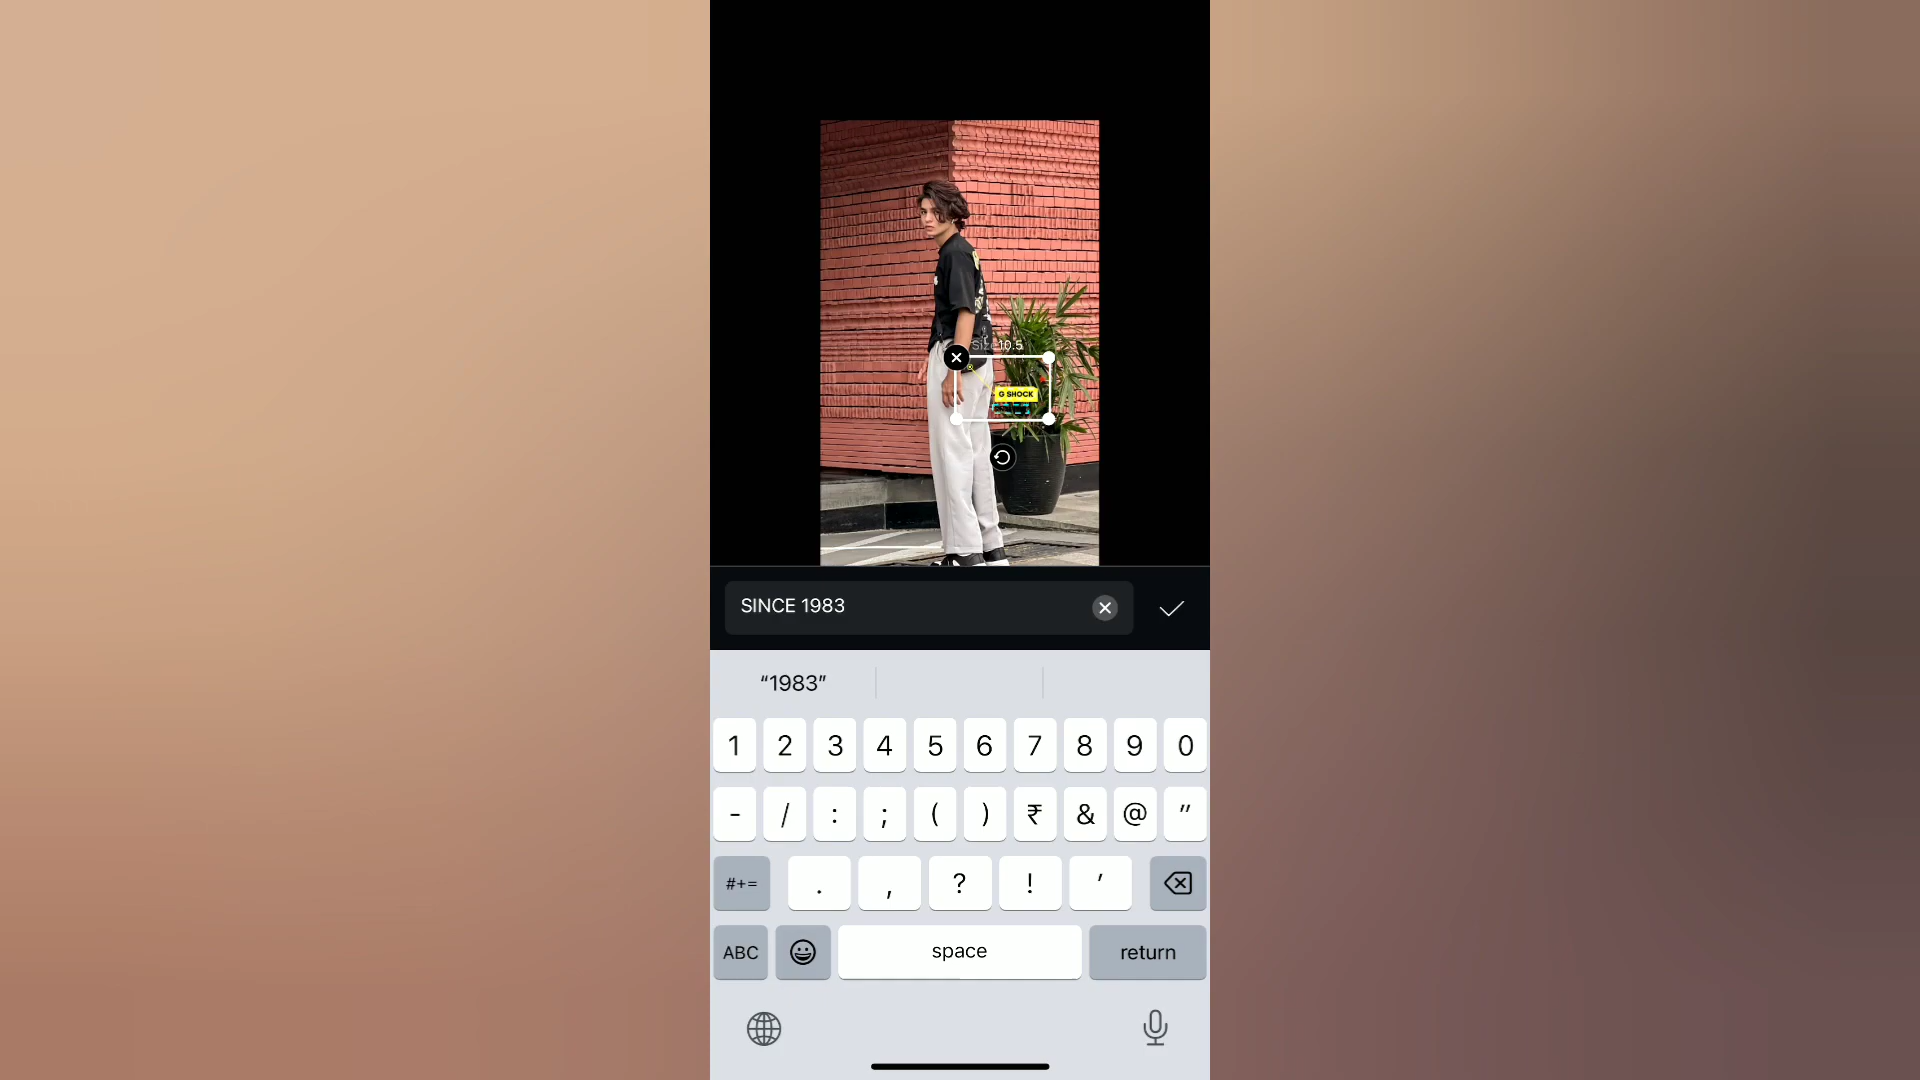 Size 10.5
G SHOCK
SINCE 1983
“1983”
1 2 3 4 5 6 7 8 9 0
- / : ; ( ) ₹ & @ "
#+= . , ? ! ’
ABC space return